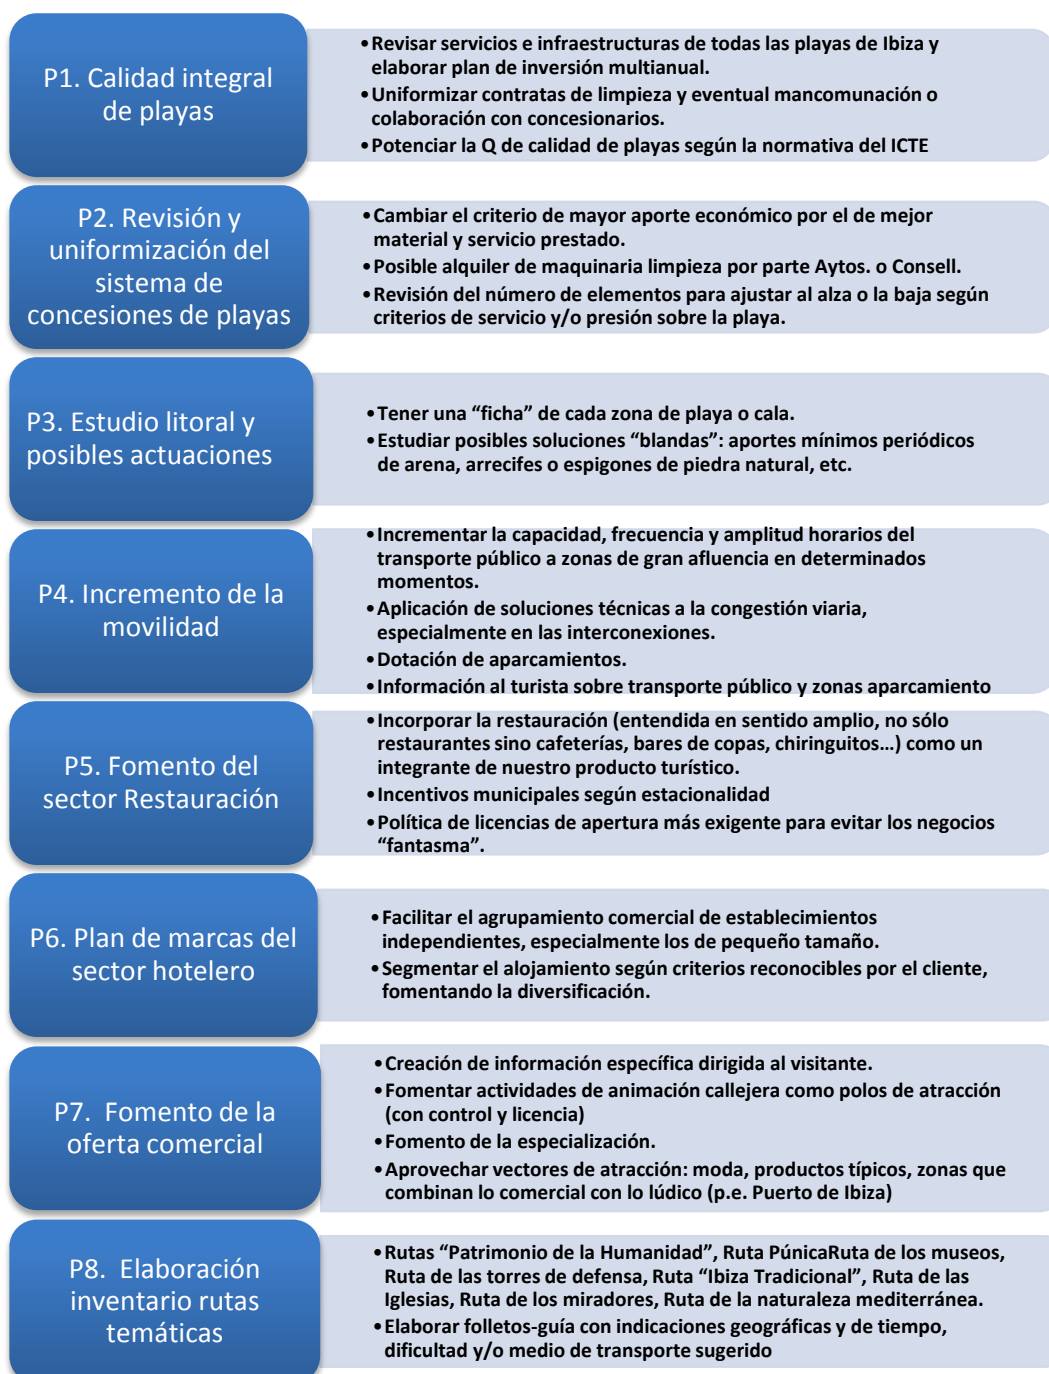 P1. Calidad integral
de playas
•Revisar servicios e infraestructuras de todas las playas de Ibiza y
elaborar plan de inversión multianual.
•Uniformizar contratas de limpieza y eventual mancomunación o
colaboración con concesionarios.
•Potenciar la Q de calidad de playas según la normativa del ICTE
P2. Revisión y
uniformización del
sistema de
concesiones de playas
•Cambiar el criterio de mayor aporte económico por el de mejor
material y servicio prestado.
•Posible alquiler de maquinaria limpieza por parte Aytos. o Consell.
•Revisión del número de elementos para ajustar al alza o la baja según
criterios de servicio y/o presión sobre la playa.
P3. Estudio litoral y
posibles actuaciones
•Tener una “ficha” de cada zona de playa o cala.
•Estudiar posibles soluciones “blandas”: aportes mínimos periódicos
de arena, arrecifes o espigones de piedra natural, etc.
P4. Incremento de la
movilidad
•Incrementar la capacidad, frecuencia y amplitud horarios del
transporte público a zonas de gran afluencia en determinados
momentos.
•Aplicación de soluciones técnicas a la congestión viaria,
especialmente en las interconexiones.
•Dotación de aparcamientos.
•Información al turista sobre transporte público y zonas aparcamiento
P5. Fomento del
sector Restauración
•Incorporar la restauración (entendida en sentido amplio, no sólo
restaurantes sino cafeterías, bares de copas, chiringuitos…) como un
integrante de nuestro producto turístico.
•Incentivos municipales según estacionalidad
•Política de licencias de apertura más exigente para evitar los negocios
“fantasma”.
P6. Plan de marcas del
sector hotelero
•Facilitar el agrupamiento comercial de establecimientos
independientes, especialmente los de pequeño tamaño.
•Segmentar el alojamiento según criterios reconocibles por el cliente,
fomentando la diversificación.
P7. Fomento de la
oferta comercial
•Creación de información específica dirigida al visitante.
•Fomentar actividades de animación callejera como polos de atracción
(con control y licencia)
•Fomento de la especialización.
•Aprovechar vectores de atracción: moda, productos típicos, zonas que
combinan lo comercial con lo lúdico (p.e. Puerto de Ibiza)
P8. Elaboración
inventario rutas
temáticas
•Rutas “Patrimonio de la Humanidad”, Ruta PúnicaRuta de los museos,
Ruta de las torres de defensa, Ruta “Ibiza Tradicional”, Ruta de las
Iglesias, Ruta de los miradores, Ruta de la naturaleza mediterránea.
•Elaborar folletos-guía con indicaciones geográficas y de tiempo,
dificultad y/o medio de transporte sugerido